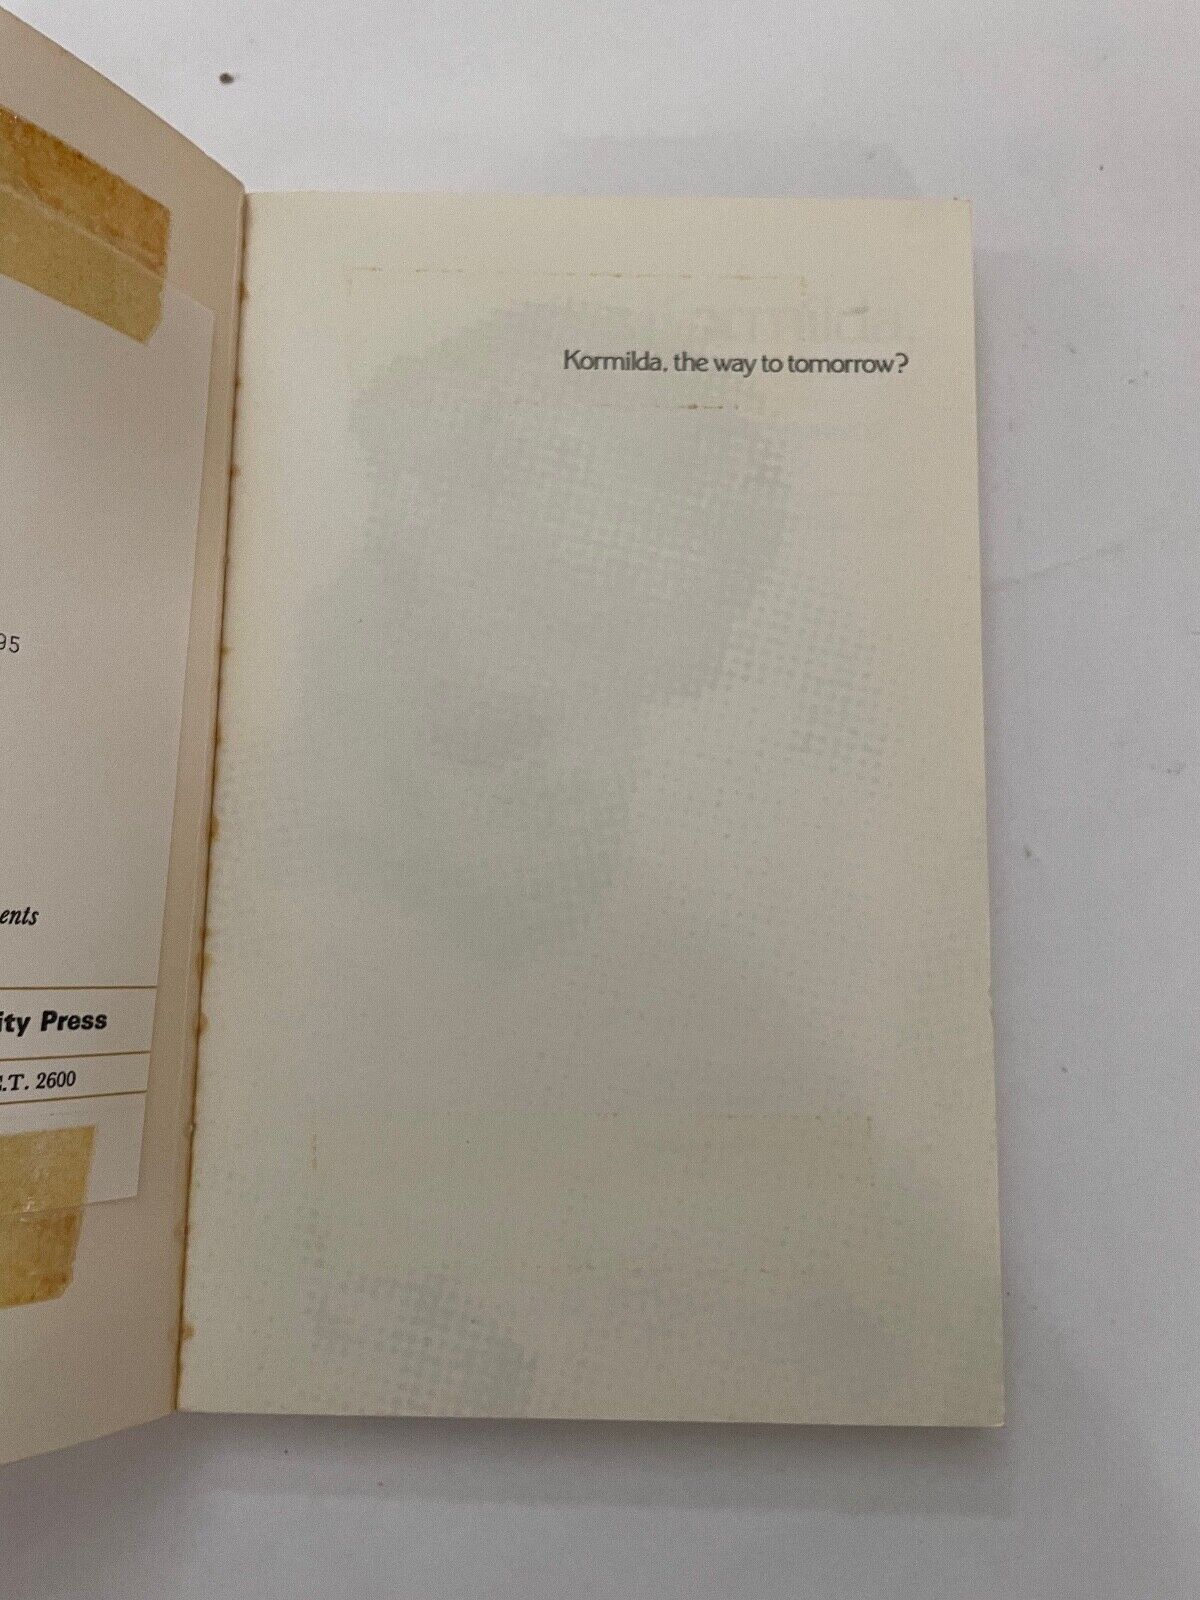 95
ents
ity Press
.T. 2600
Kormilda, the way to tomorrow?